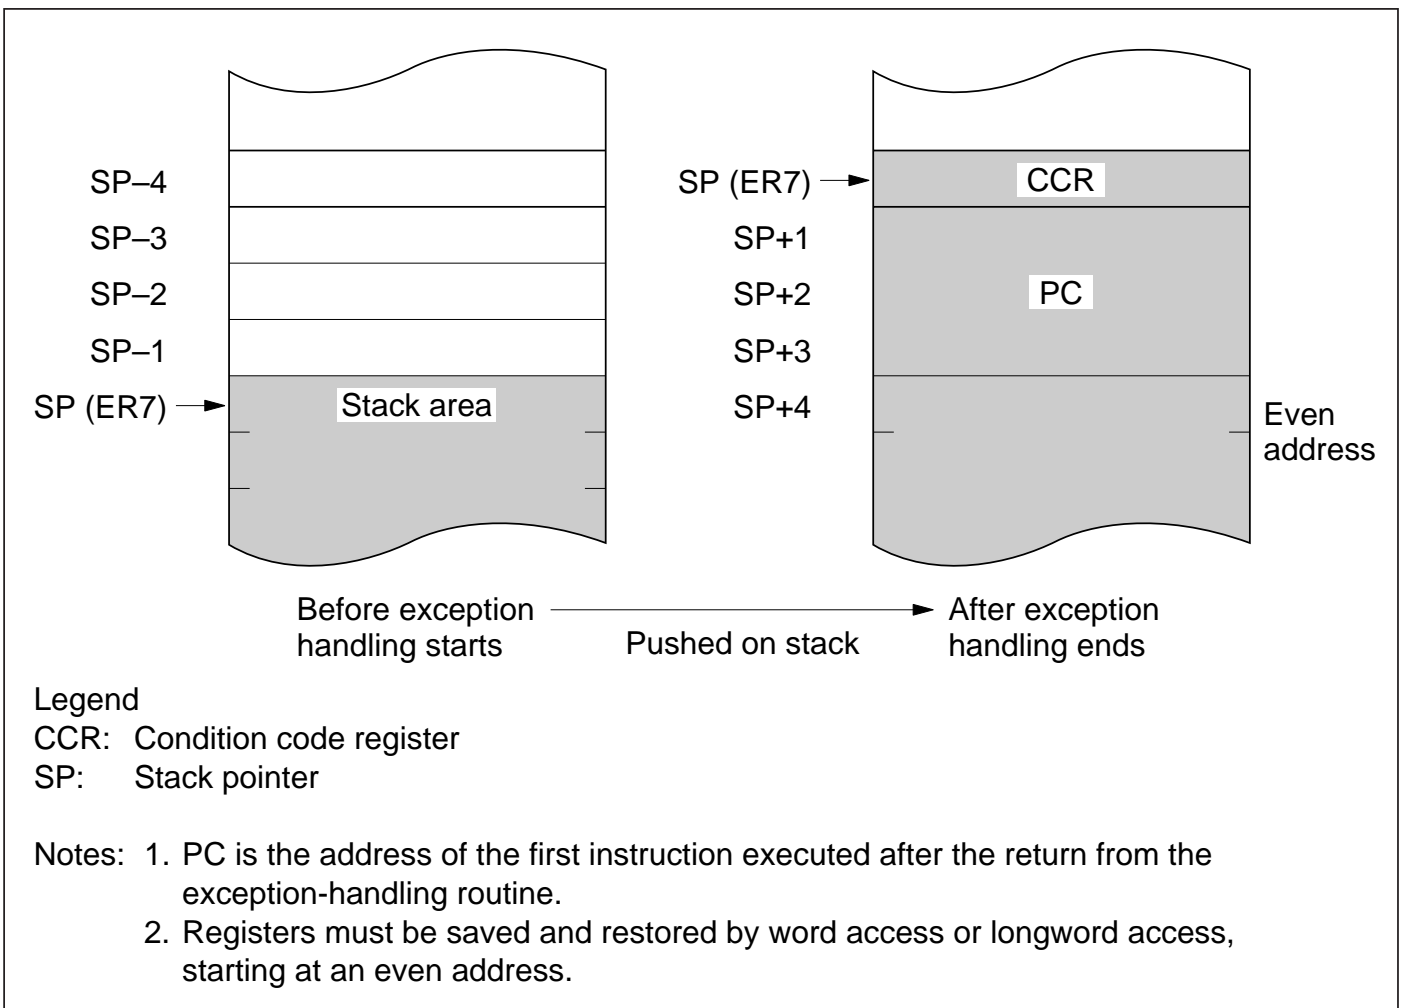 SP–4
SP–3
SP–2
SP–1
SP (ER7)
Stack area
SP (ER7)
SP+1
SP+2
SP+3
SP+4
CCR
PC
Even
address
Before exception
handling starts
Pushed on stack
After exception
handling ends
Legend
CCR: Condition code register
SP: Stack pointer
Notes: 1. PC is the address of the first instruction executed after the return from the
exception-handling routine.
2. Registers must be saved and restored by word access or longword access,
starting at an even address.